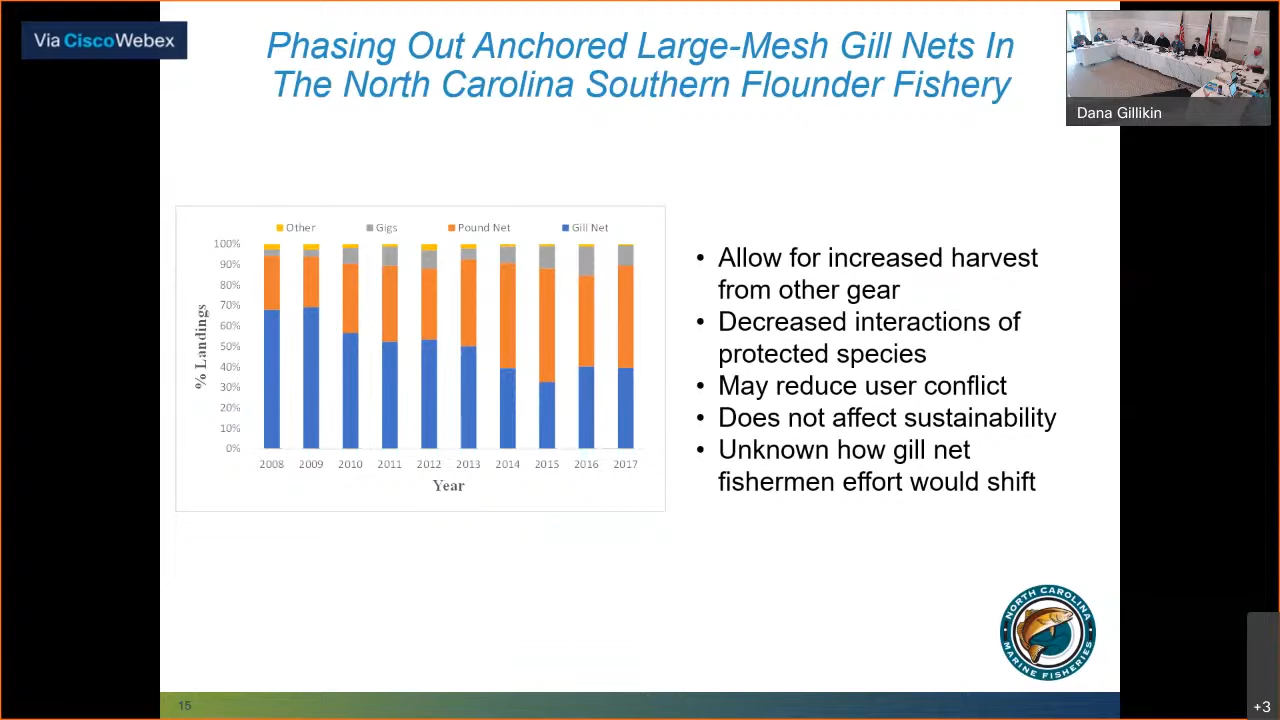 Via CiscoWebex
Phasing Out Anchored Large-Mesh Gill Nets In
The North Carolina Southern Flounder Fishery
Dana Gillikin
Other Gigs Pound Net Gill Net
100%
90%
80%
70%
60%
50%
40%
30%
20%
10%
0%
% Landings
2008 2009 2010 2011 2012 2013 2014 2015 2016 2017
Year
• Allow for increased harvest
from other gear
• Decreased interactions of
protected species
• May reduce user conflict
• Does not affect sustainability
• Unknown how gill net
fishermen effort would shift
NORTH CAROLINA
MARINE FISHERIES
15
+3